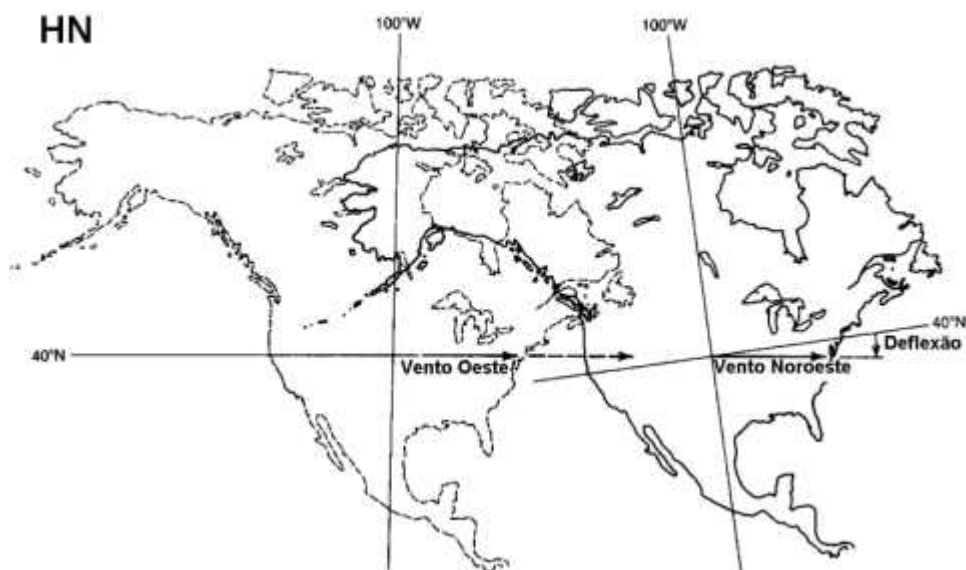 HN
100°W
100°W
40°N
Vento Oeste
Vento Noroeste
40°N
Deflexão